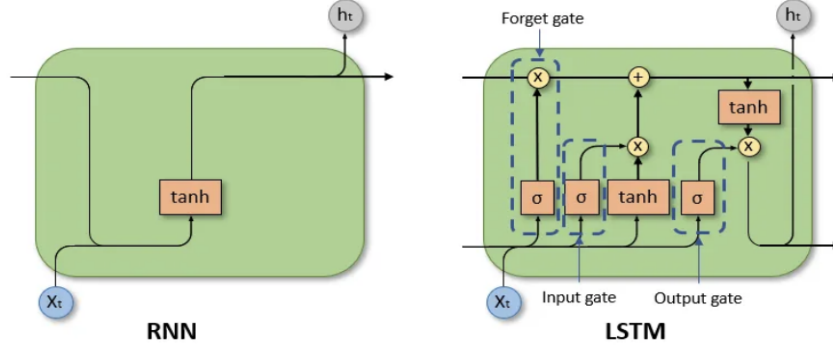 hₜ
tanh
Xₜ
RNN
Forget gate
hₜ
x
+
tanh
x
x
σ
σ
tanh
σ
Xₜ
Input gate
Output gate
LSTM